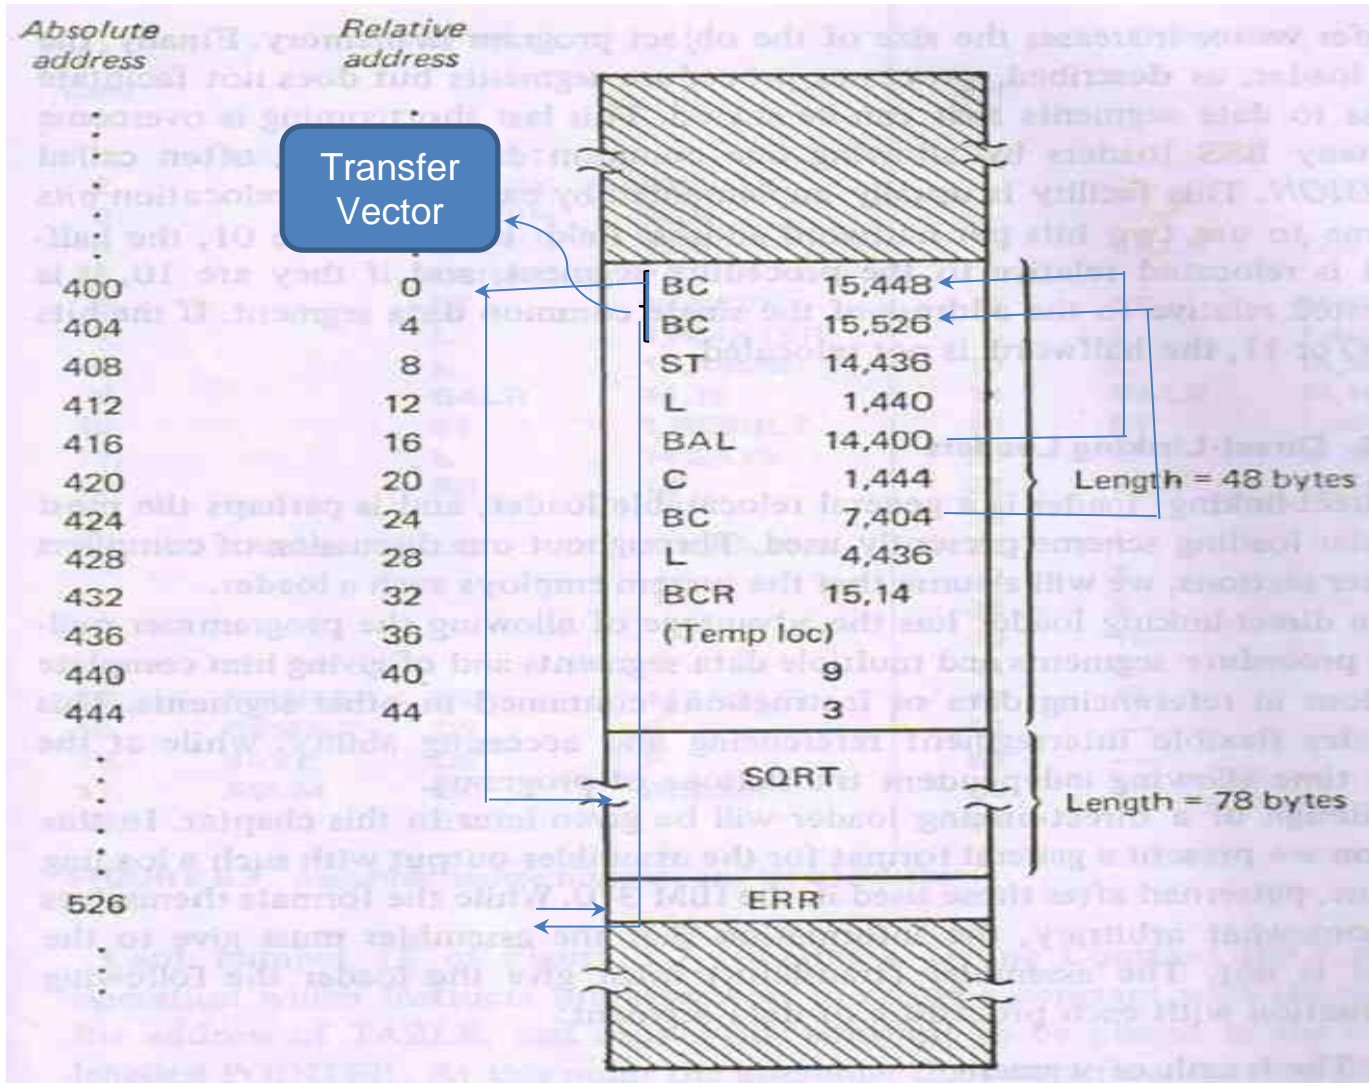 Absolute address
Relative address
Transfer Vector
400 0 BC 15,448
404 4 BC 15,526
408 8 ST 14,436
412 12 L 1,440
416 16 BAL 14,400
420 20 C 1,444
424 24 BC 7,404
428 28 L 4,436
432 32 BCR 15,14
436 36 (Temp loc)
440 40 9
444 44 3
Length = 48 bytes
SQRT
Length = 78 bytes
526 ERR